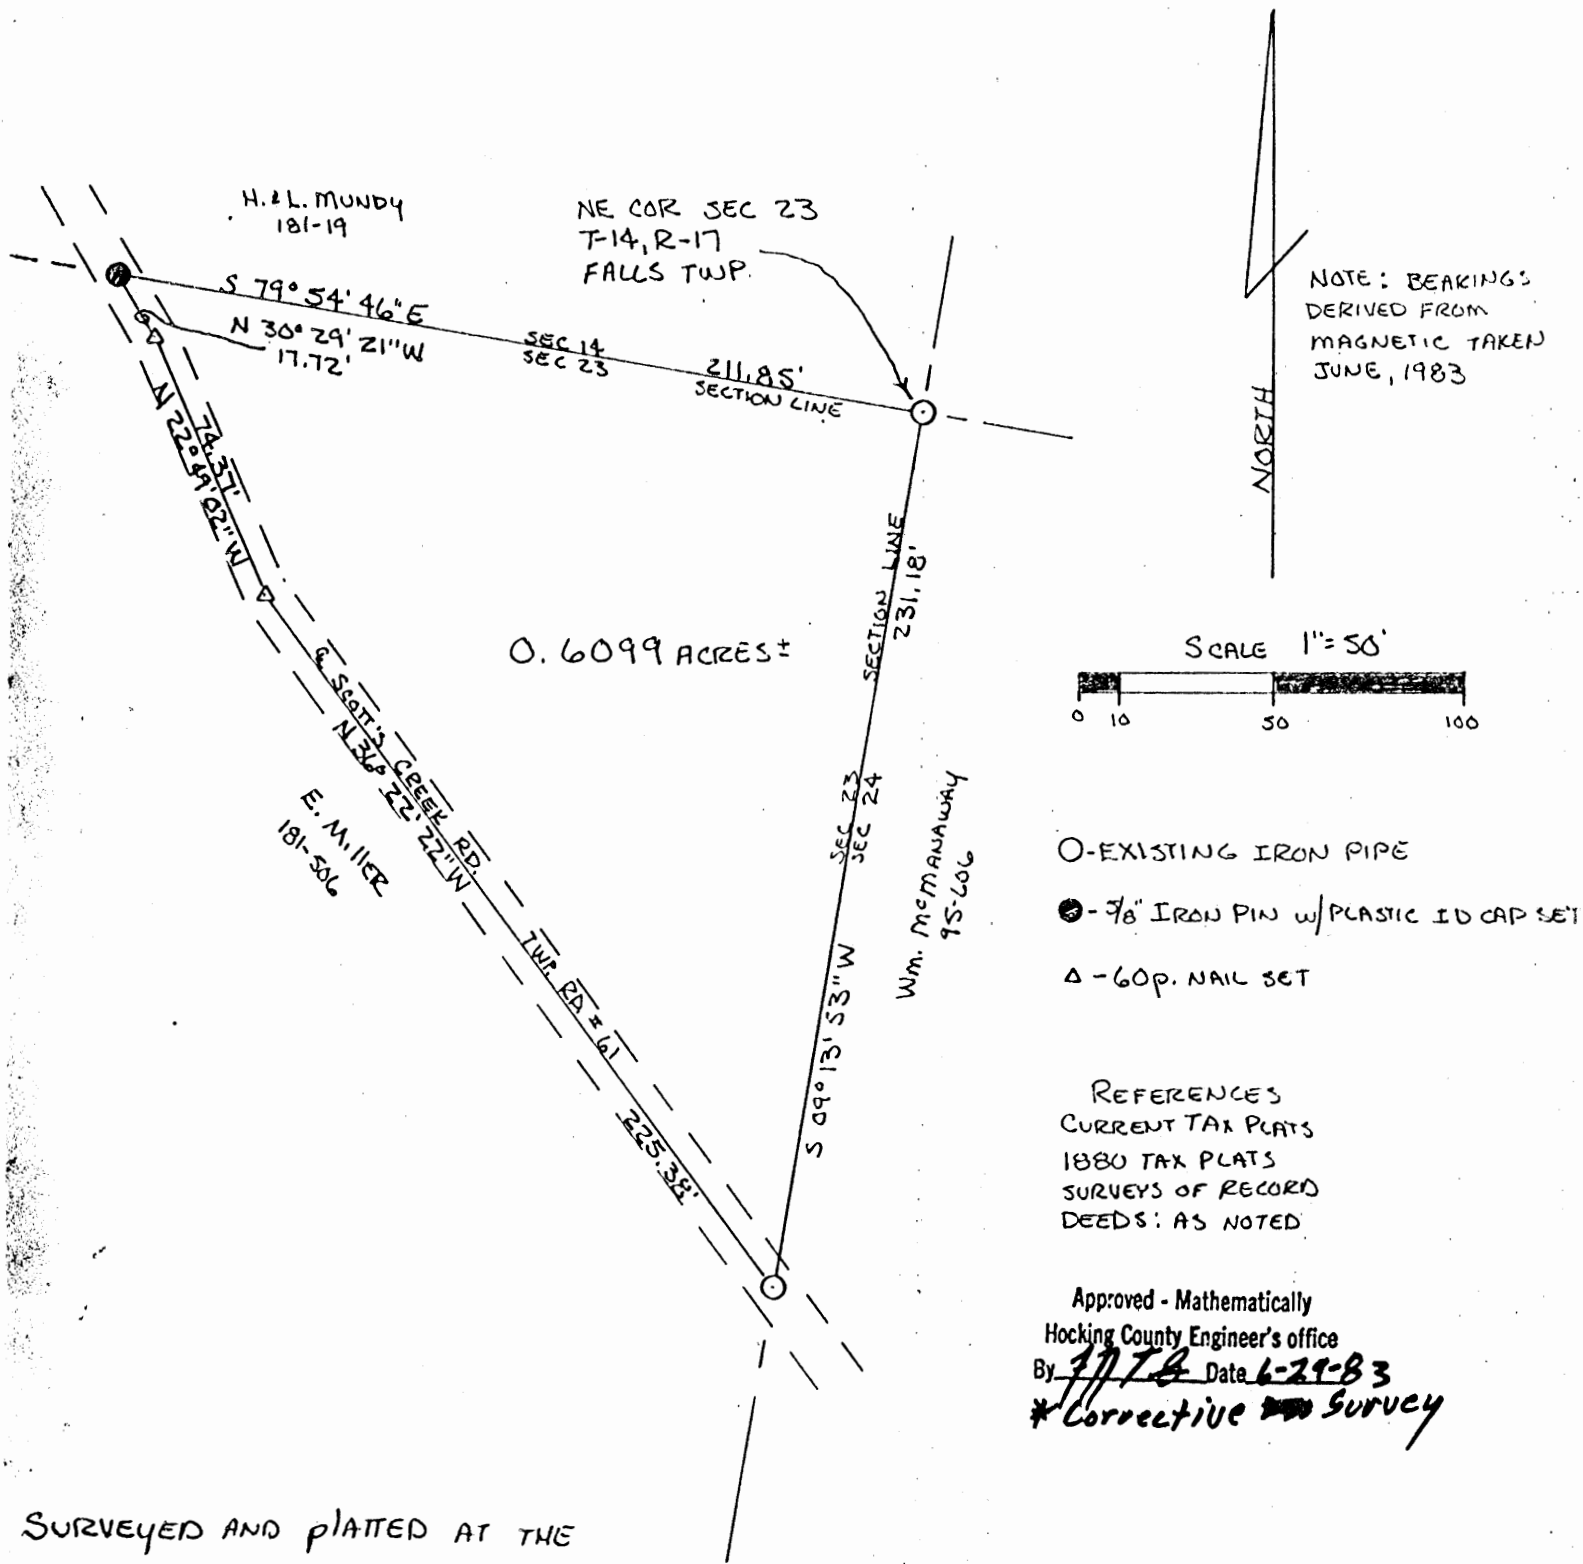 H. & L. MUNDY
181-19
NE COR SEC 23
T-14, R-17
FALLS TWP.
S 79° 54' 46" E
N 30° 29' 21" W
17.72'
SEC 14
SEC 23
211.85'
SECTION LINE
NOTE: BEARINGS
DERIVED FROM
MAGNETIC TAKEN
JUNE, 1983
NORTH
74.37'
N 22° 49' 02" W
SECTION LINE
231.18'
0.6099 ACRES ±
SCALE 1"=50'
0 10 50 100
℄ SCOTT'S CREEK RD.
N 36° 22' 22" W
TWP. RD # 61
225.38'
E. MILLER
181-506
SEC 23
SEC 24
S 09° 13' 53" W
Wm. McMANAWAY
95-606
O-EXISTING IRON PIPE
● - 5/8" IRON PIN w/PLASTIC ID CAP SET
△ - 60p. NAIL SET
REFERENCES
CURRENT TAX PLATS
1880 TAX PLATS
SURVEYS OF RECORD
DEEDS: AS NOTED
Approved - Mathematically
Hocking County Engineer's office
By Date 6-29-83
* Corrective Survey
SURVEYED AND PLATTED AT THE